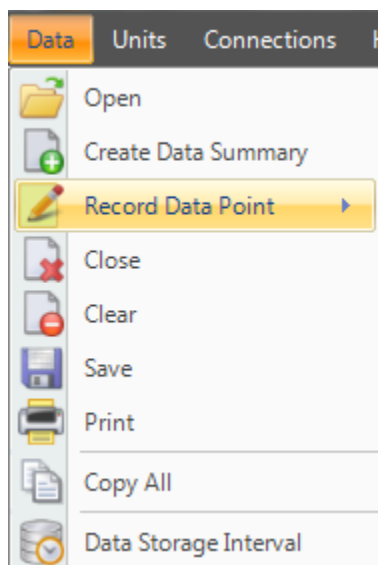 Data Units Connections
Open
Create Data Summary
Record Data Point
Close
Clear
Save
Print
Copy All
Data Storage Interval